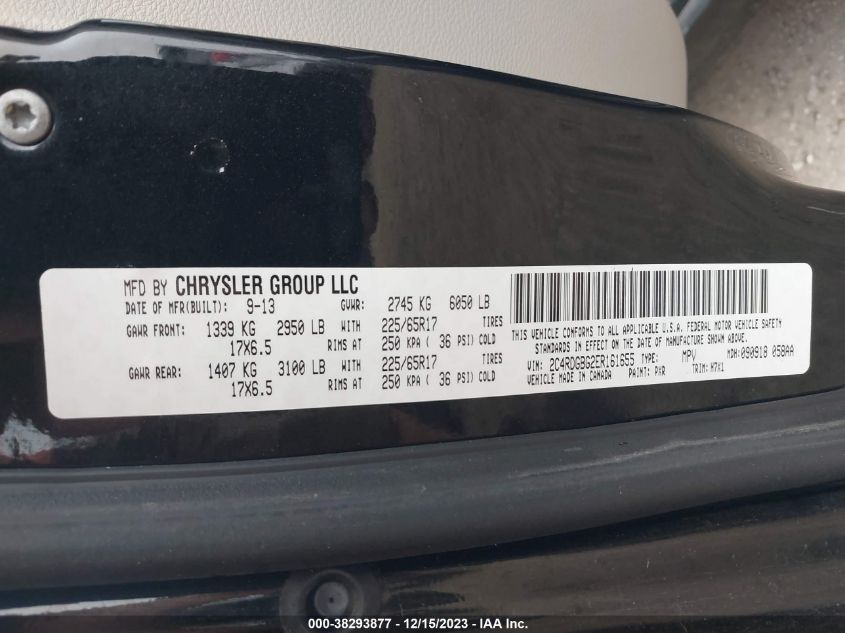 MFD BY CHRYSLER GROUP LLC
DATE OF MFR(BUILT): 9-13 GVWR: 2745 KG 6050 LB
GAWR FRONT: 1339 KG 2950 LB WITH 225/65R17 TIRES
17X6.5 RIMS AT 250 KPA ( 36 PSI) COLD
GAWR REAR: 1407 KG 3100 LB WITH 225/65R17 TIRES
17X6.5 RIMS AT 250 KPA ( 36 PSI) COLD
THIS VEHICLE CONFORMS TO ALL APPLICABLE U.S.A. FEDERAL MOTOR VEHICLE SAFETY
STANDARDS IN EFFECT ON THE DATE OF MANUFACTURE SHOWN ABOVE.
VIN: 2C4RDGBG2ER161655 TYPE: MPV MDH:090918 058AA
VEHICLE MADE IN CANADA PAINT: PXR TRIM: H7X1
000-38293877 - 12/15/2023 - IAA Inc.